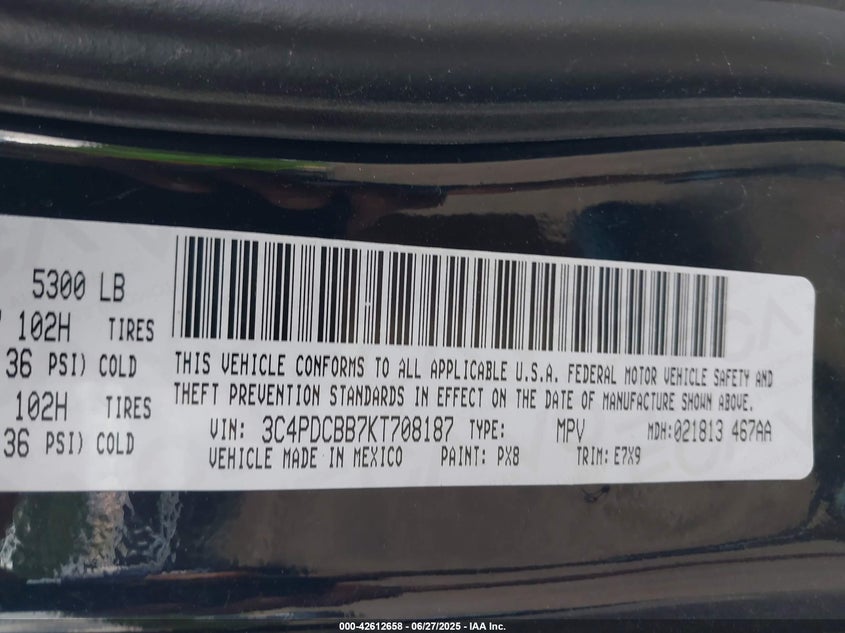 5300 LB
102H TIRES
36 PSI) COLD
102H TIRES
36 PSI) COLD
THIS VEHICLE CONFORMS TO ALL APPLICABLE U.S.A. FEDERAL MOTOR VEHICLE SAFETY AND
THEFT PREVENTION STANDARDS IN EFFECT ON THE DATE OF MANUFACTURE SHOWN ABOVE.
VIN: 3C4PDCBB7KT708187 TYPE: MPV MDH:021813 467AA
VEHICLE MADE IN MEXICO PAINT: PX8 TRIM: E7X9
000-42612658 - 06/27/2025 - IAA Inc.